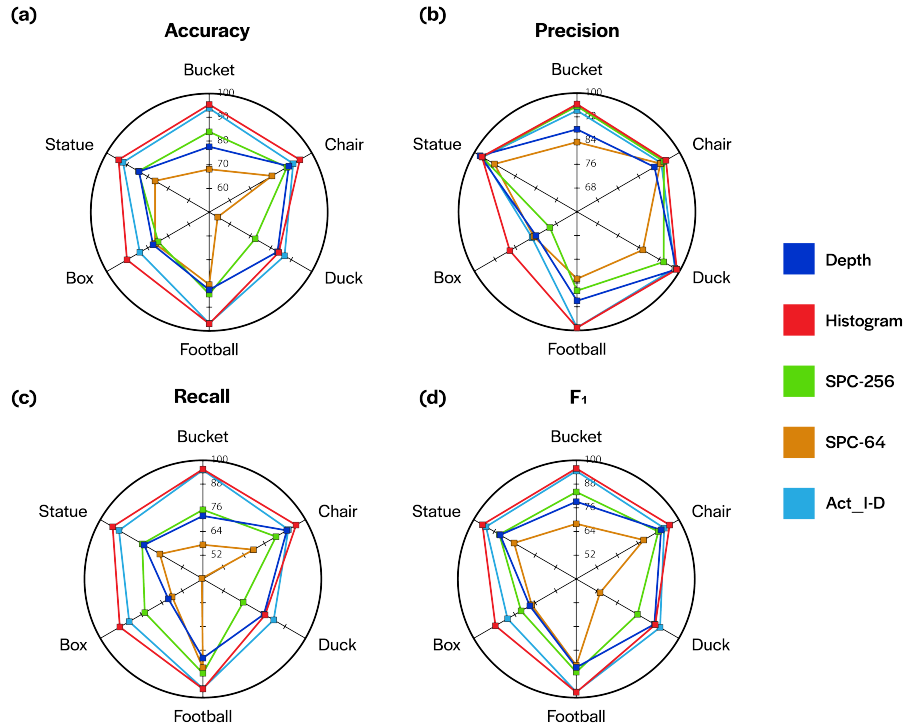 (a)
Accuracy
Bucket
100
90
80
70
60
Statue
Chair
Box
Duck
Football
(b)
Precision
Bucket
100
92
84
76
68
Statue
Chair
Box
Duck
Football
Depth
Histogram
SPC-256
SPC-64
Act_I-D
(c)
Recall
Bucket
100
88
76
64
52
Statue
Chair
Box
Duck
Football
(d)
F₁
Bucket
100
88
76
64
52
Statue
Chair
Box
Duck
Football